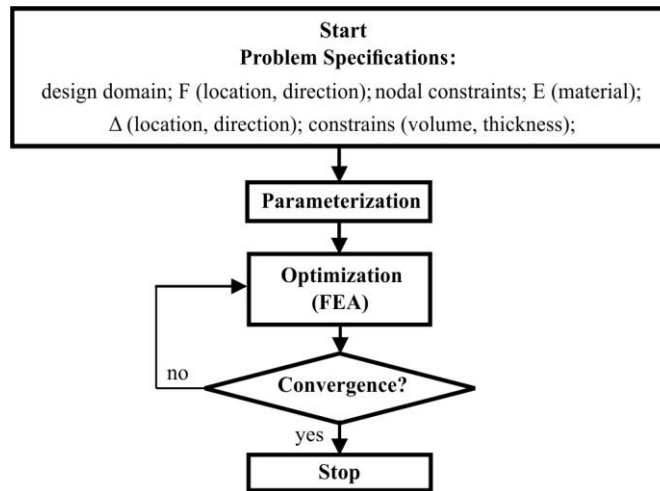 Start
Problem Specifications:
design domain; F (location, direction); nodal constraints; E (material);
Δ (location, direction); constrains (volume, thickness);
Parameterization
Optimization
(FEA)
no
Convergence?
yes
Stop